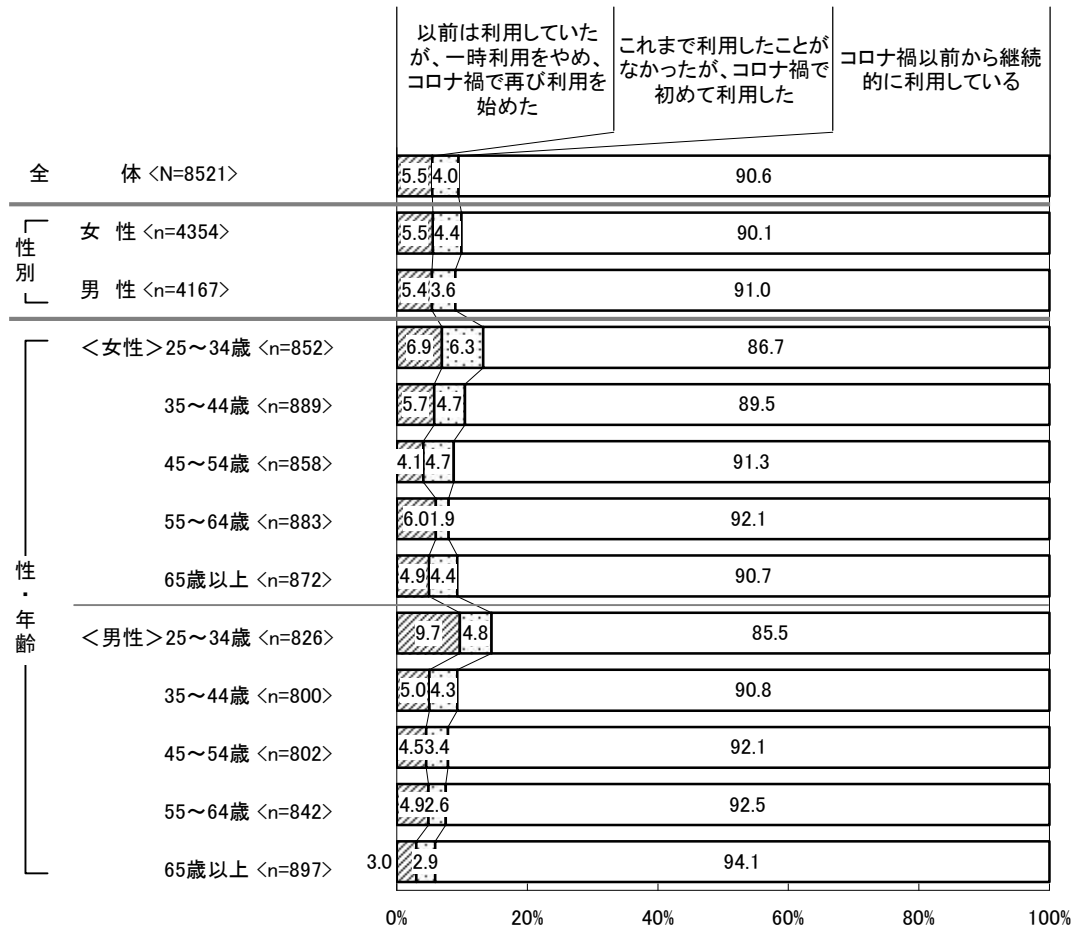 以前は利用していた
が、一時利用をやめ、
コロナ禍で再び利用を
始めた
これまで利用したことが
なかったが、コロナ禍で
初めて利用した
コロナ禍以前から継続
的に利用している
全 体 <N=8521>
5.5 4.0 90.6
性別
女 性 <n=4354>
5.5 4.4 90.1
男 性 <n=4167>
5.4 3.6 91.0
性・年齢
＜女性＞25～34歳 <n=852>
6.9 6.3 86.7
35～44歳 <n=889>
5.7 4.7 89.5
45～54歳 <n=858>
4.1 4.7 91.3
55～64歳 <n=883>
6.0 1.9 92.1
65歳以上 <n=872>
4.9 4.4 90.7
＜男性＞25～34歳 <n=826>
9.7 4.8 85.5
35～44歳 <n=800>
5.0 4.3 90.8
45～54歳 <n=802>
4.5 3.4 92.1
55～64歳 <n=842>
4.9 2.6 92.5
65歳以上 <n=897>
3.0 2.9 94.1
0% 20% 40% 60% 80% 100%